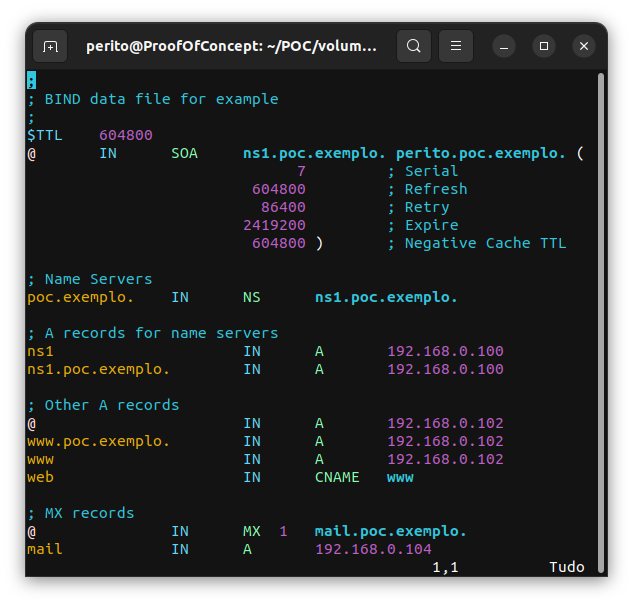 perito@ProofOfConcept: ~/POC/volum...
;
; BIND data file for example
;
$TTL 604800
@ IN SOA ns1.poc.exemplo. perito.poc.exemplo. (
7 ; Serial
604800 ; Refresh
86400 ; Retry
2419200 ; Expire
604800 ) ; Negative Cache TTL
; Name Servers
poc.exemplo. IN NS ns1.poc.exemplo.
; A records for name servers
ns1 IN A 192.168.0.100
ns1.poc.exemplo. IN A 192.168.0.100
; Other A records
@ IN A 192.168.0.102
www.poc.exemplo. IN A 192.168.0.102
www IN A 192.168.0.102
web IN CNAME www
; MX records
@ IN MX 1 mail.poc.exemplo.
mail IN A 192.168.0.104
1,1 Tudo